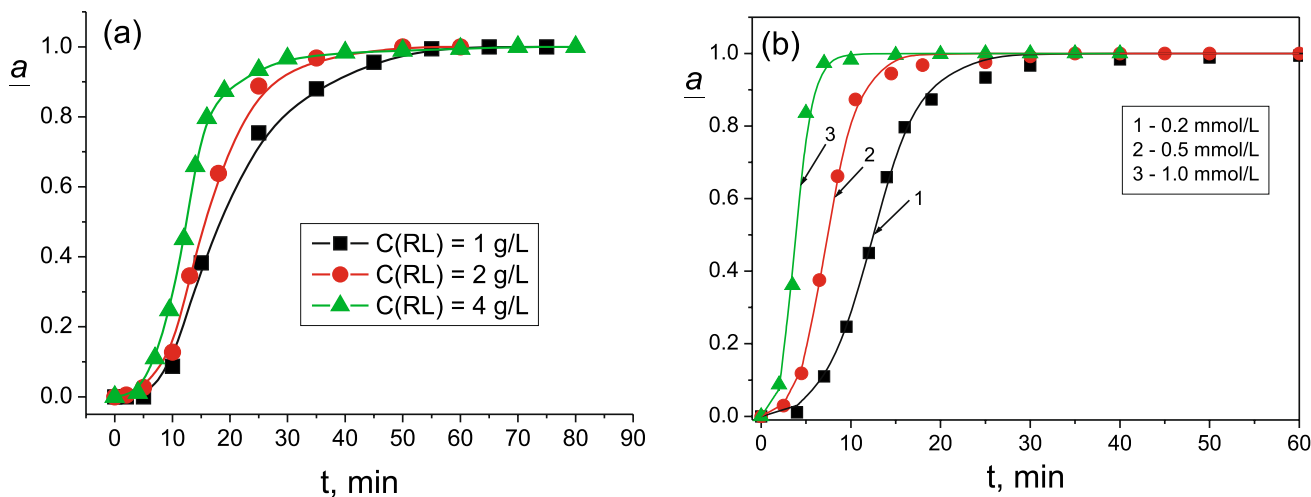 (a)
a
1.0
0.8
0.6
0.4
0.2
0.0
C(RL) = 1 g/L
C(RL) = 2 g/L
C(RL) = 4 g/L
0 10 20 30 40 50 60 70 80 90
t, min
(b)
a
1.0
0.8
0.6
0.4
0.2
0.0
3
2
1
1 - 0.2 mmol/L
2 - 0.5 mmol/L
3 - 1.0 mmol/L
0 10 20 30 40 50 60
t, min